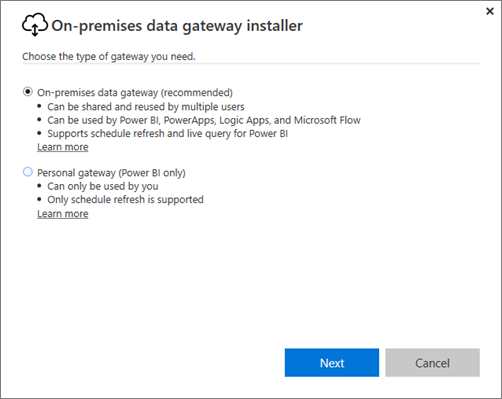 On-premises data gateway installer
Choose the type of gateway you need.
On-premises data gateway (recommended)
• Can be shared and reused by multiple users
• Can be used by Power BI, PowerApps, Logic Apps, and Microsoft Flow
• Supports schedule refresh and live query for Power BI
Learn more
Personal gateway (Power BI only)
• Can only be used by you
• Only schedule refresh is supported
Learn more
Next Cancel